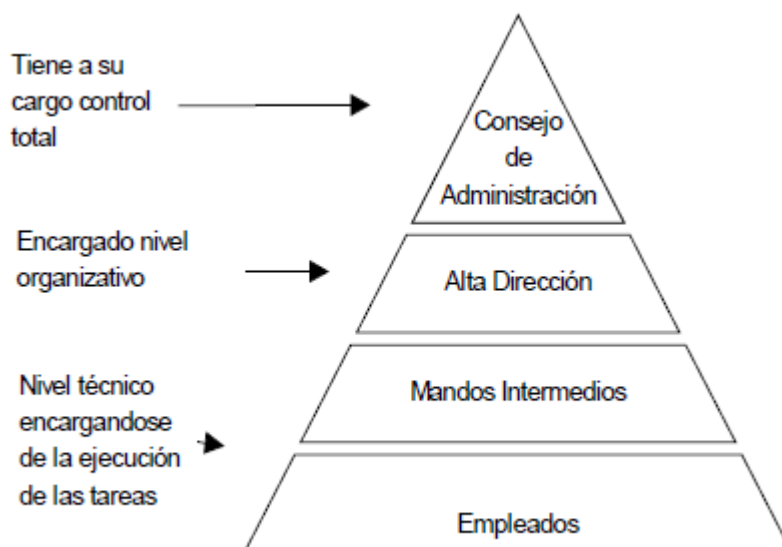 Tiene a su
cargo control
total
Consejo
de
Administración
Encargado nivel
organizativo
Alta Dirección
Nivel técnico
encargandose
de la ejecución
de las tareas
Mandos Intermedios
Empleados